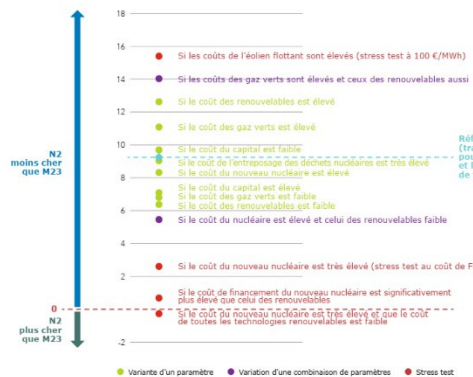 18
16
Si les coûts de l'éolien flottant sont élevés (stress test à 100 €/MWh)
14
Si les coûts des gaz verts sont élevés et ceux des renouvelables aussi
Si le coût des renouvelables est élevé
12
Si le coût des gaz verts est élevé
10
Si le coût du capital est faible
Si le coût de l'entreposage des déchets nucléaires est très élevé
Si le coût du nouveau nucléaire est élevé
8
N2
moins cher
que M23
Si le coût du capital est élevé
Si le coût des gaz verts est faible
Si le coût des renouvelables est faible
6
Si le coût du nucléaire est élevé et celui des renouvelables faible
4
Si le coût du nouveau nucléaire est très élevé (stress test au coût de F
2
Si le coût de financement du nouveau nucléaire est significativement
plus élevé que celui des renouvelables
0
Si le coût du nouveau nucléaire est très élevé et que le coût
de toutes les technologies renouvelables est faible
N2
plus cher
que M23
-2
Réf
(tra
pou
et l
de
Variante d'un paramètre
Variation d'une combinaison de paramètres
Stress test